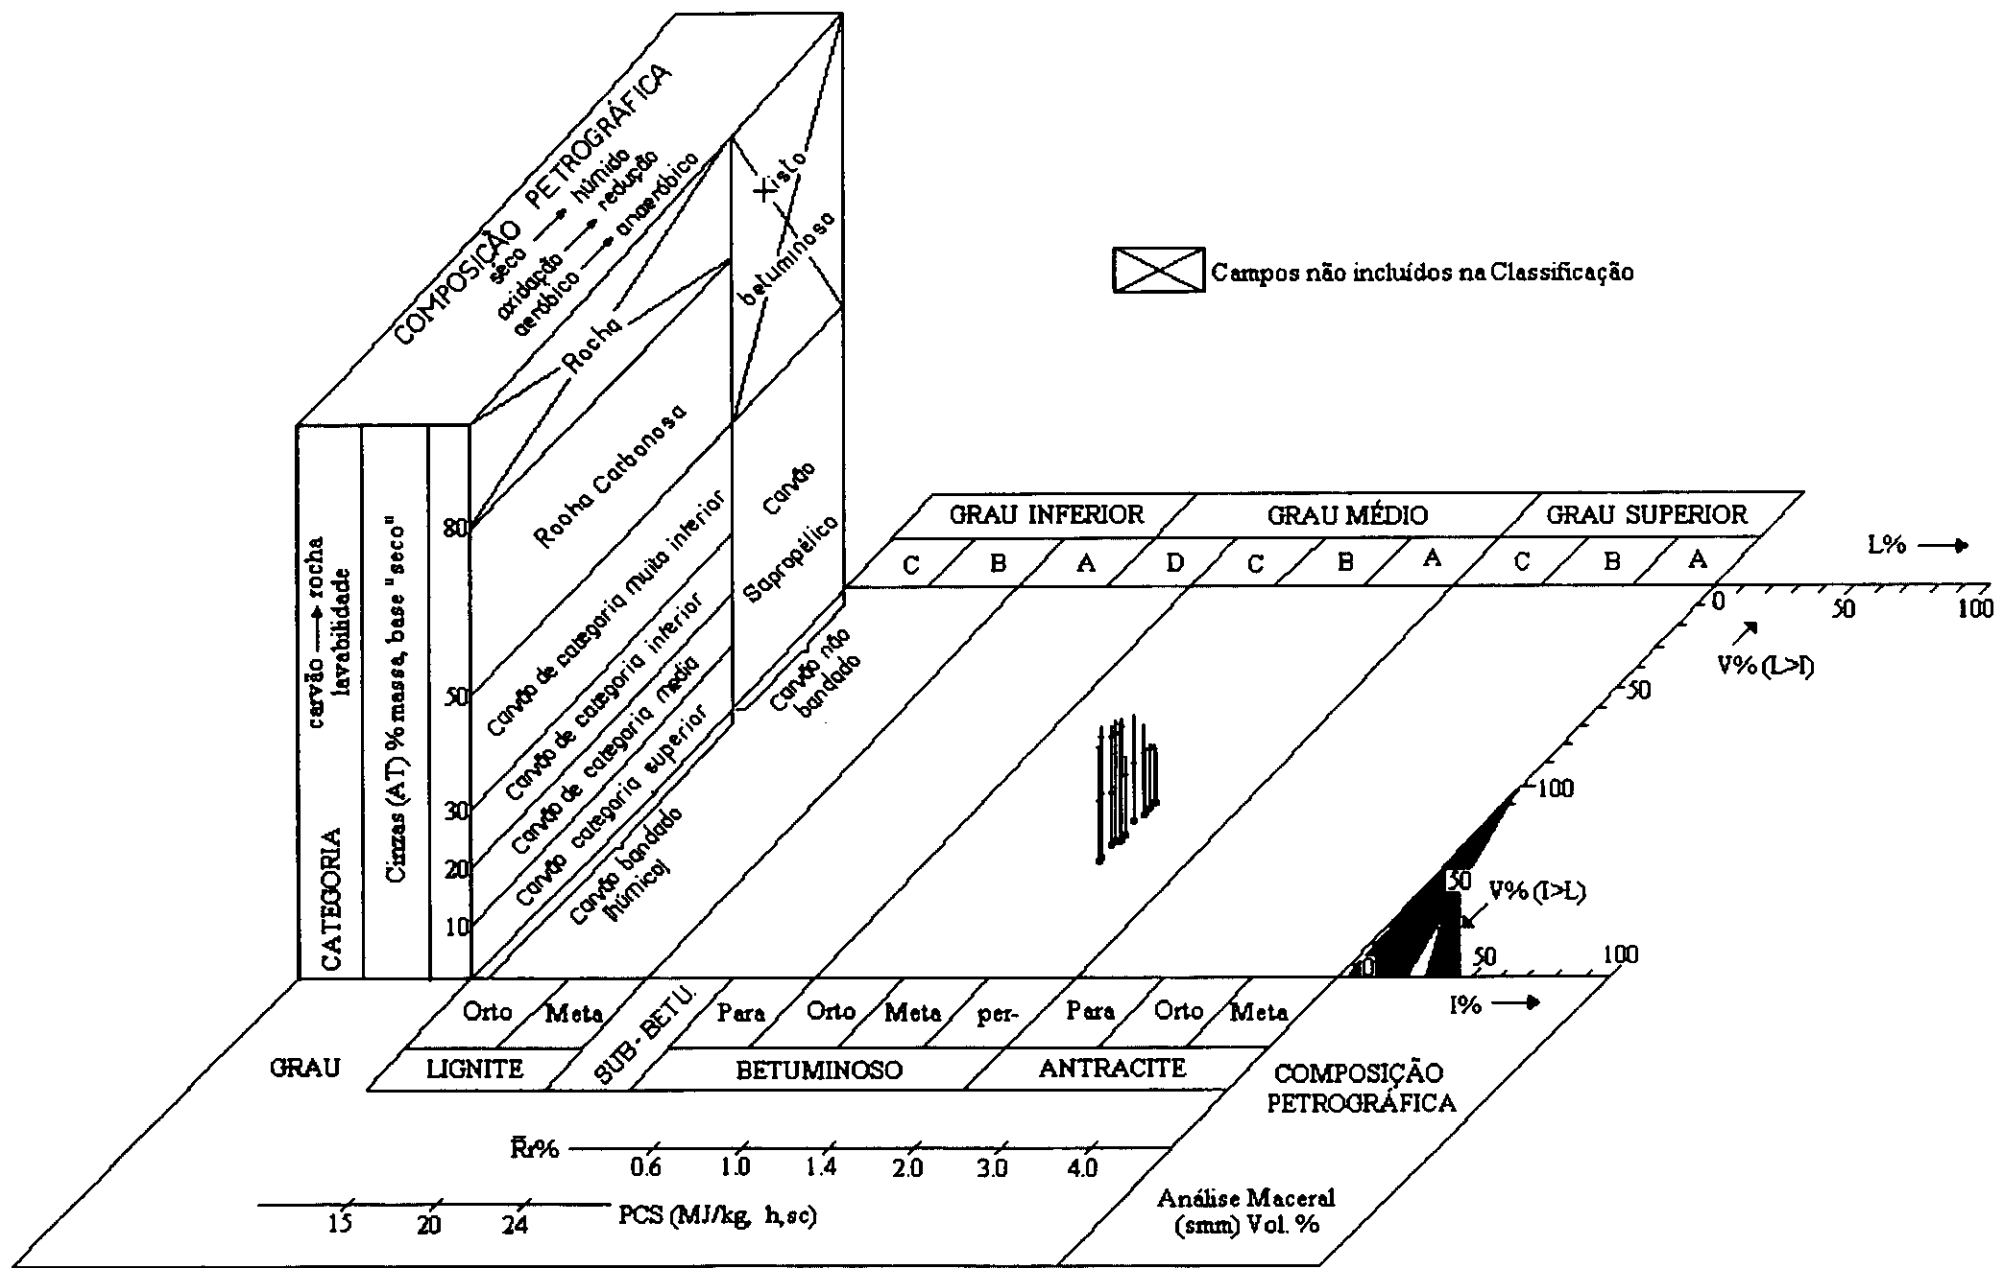 COMPOSIÇÃO PETROGRÁFICA
séco → húmido
oxidação → redução
aeróbico → anaeróbico
Xisto
betuminoso
Rocha
Rocha Carbonosa
Carvão de categoria muito inferior
Carvão de categoria inferior
Carvão de categoria media
Carvão categoria superior
Carvão bandado
(húmico)
Carvão
Sapropélico
Carvão não
bandado
Campos não incluídos na Classificação
CATEGORIA
carvão → rocha
lavabilidade
Cinzas (AT) % massa, base "seco"
80
50
30
20
10
GRAU INFERIOR
GRAU MÉDIO
GRAU SUPERIOR
C
B
A
D
C
B
A
C
B
A
L% →
0
50
100
V% (L>I)
50
100
50
V% (I>L)
0
50
100
I% →
Orto
Meta
SUB-BETU.
Para
Orto
Meta
per-
Para
Orto
Meta
GRAU
LIGNITE
BETUMINOSO
ANTRACITE
COMPOSIÇÃO
PETROGRÁFICA
R̄r%
0.6
1.0
1.4
2.0
3.0
4.0
15
20
24
PCS (MJ/kg, h,sc)
Análise Maceral
(smm) Vol. %